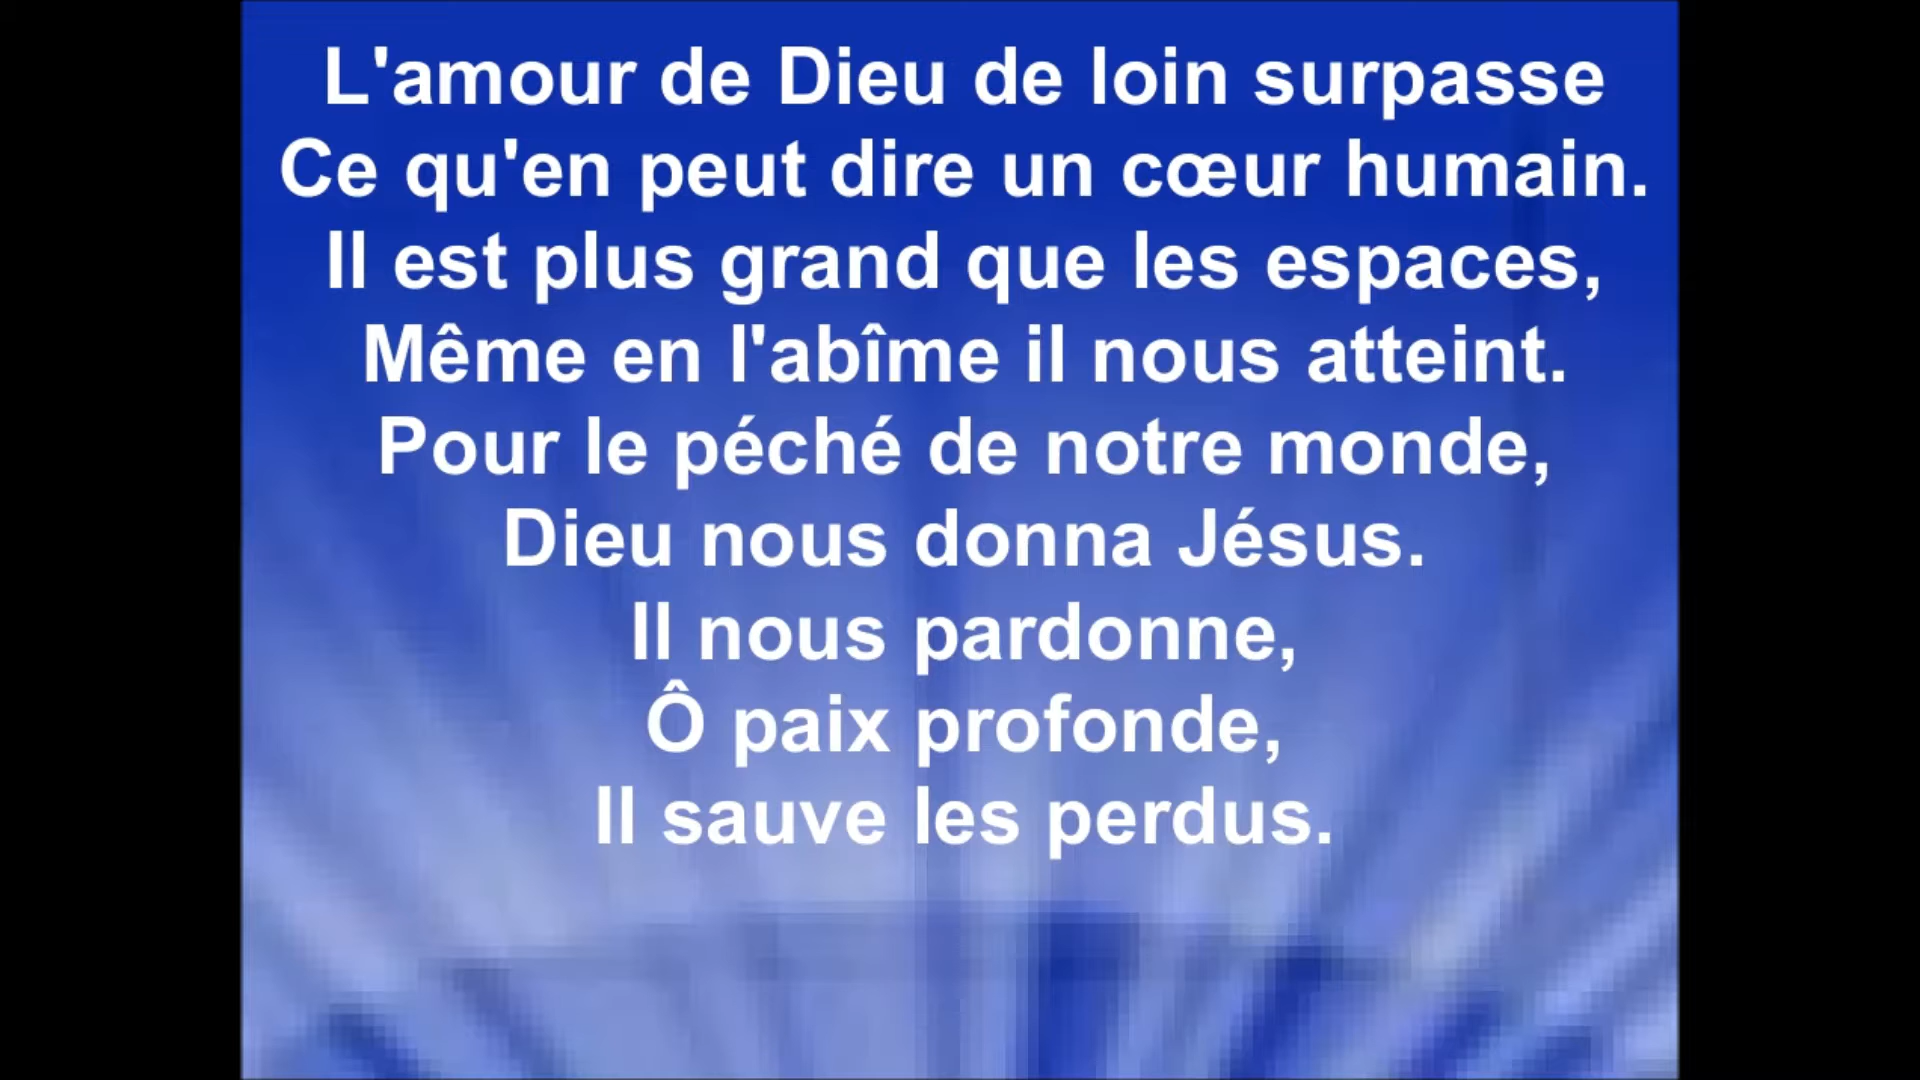 L'amour de Dieu de loin surpasse
Ce qu'en peut dire un cœur humain.
Il est plus grand que les espaces,
Même en l'abîme il nous atteint.
Pour le péché de notre monde,
Dieu nous donna Jésus.
Il nous pardonne,
Ô paix profonde,
Il sauve les perdus.